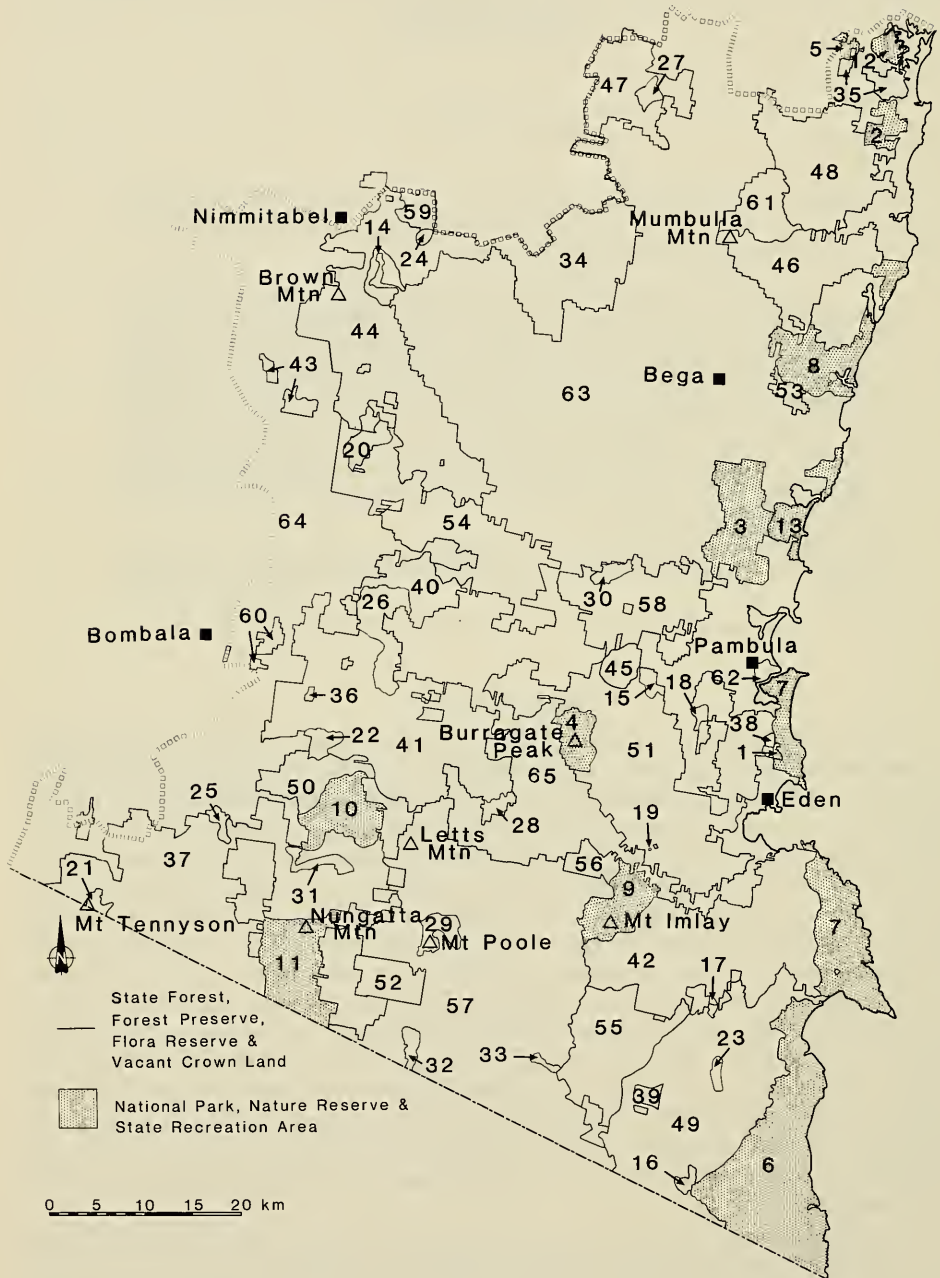 5
12
27
47
35
2
48
59
61
Nimmitabel
Mumbulla
Mtn
14
24
34
46
Brown
Mtn
44
8
43
63
Bega
53
20
64
54
3
13
40
26
30
58
60
Bombala
Pambula
45
62
7
36
15
18
4
38
22
41
Burragate
Peak
51
1
65
50
25
10
28
19
Eden
Letts
Mtn
37
21
56
31
9
Mt Tennyson
Nungatta
Mtn
29
Mt Poole
Mt Imlay
7
N
11
42
17
52
57
State Forest,
Forest Preserve,
Flora Reserve &
Vacant Crown Land
55
23
33
32
39
National Park, Nature Reserve &
State Recreation Area
49
16
6
0 5 10 15 20 km